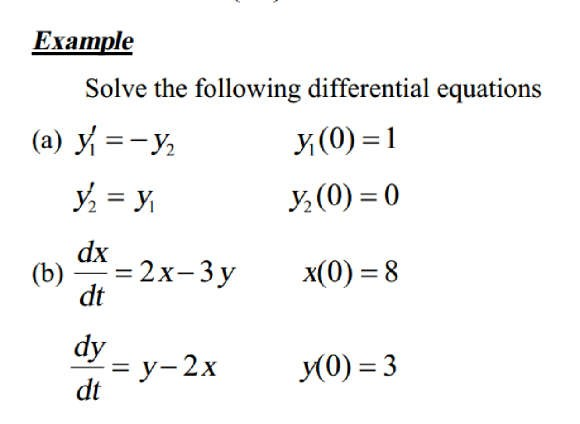 Example
Solve the following differential equations
(a) y₁′ = −y₂ y₁(0) = 1
y₂′ = y₁ y₂(0) = 0
(b) dx/dt = 2x − 3y x(0) = 8
dy/dt = y − 2x y(0) = 3